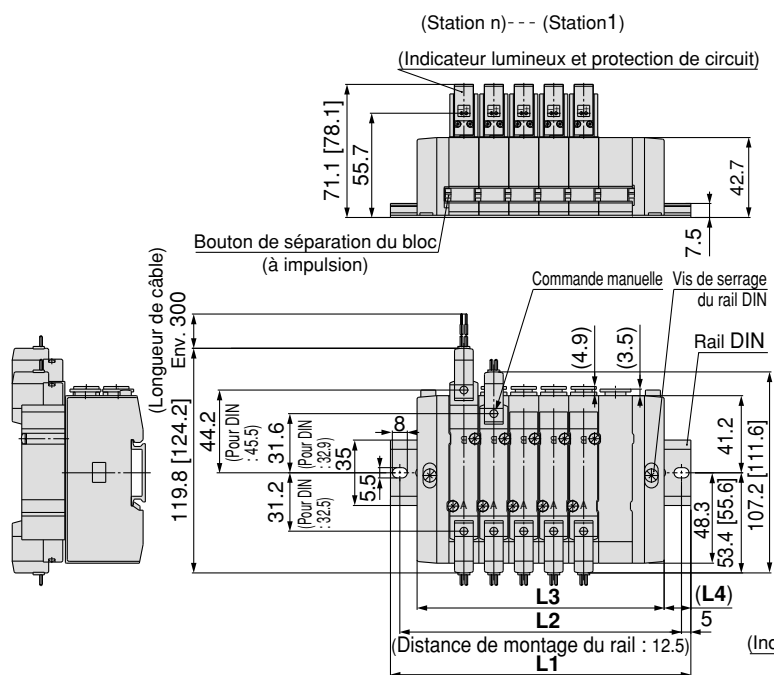 (Station n)--- (Station1)
(Indicateur lumineux et protection de circuit)
71.1 [78.1]
55.7
42.7
7.5
Bouton de séparation du bloc
(à impulsion)
(Longueur de câble)
Env. 300
Commande manuelle
Vis de serrage
du rail DIN
Rail DIN
(4.9)
(3.5)
119.8 [124.2]
44.2
(Pour DIN
: 45.5)
31.6
(Pour DIN
: 32.9)
8
35
5.5
31.2
(Pour DIN
: 32.5)
B B B B B
A A A A A
41.2
48.3
53.4 [55.6]
107.2 [111.6]
L3
(L4)
L2
5
(Distance de montage du rail : 12.5)
L1
(Inc